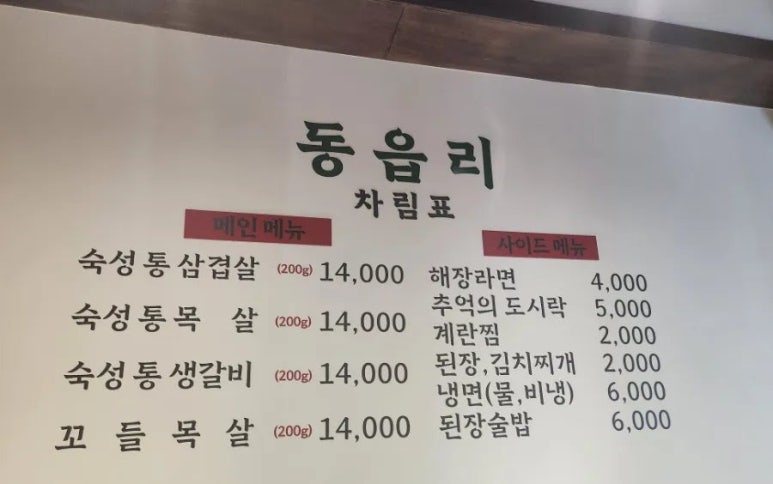 동읍리
차림표
메인 메뉴
숙성 통 삼겹살 (200g) 14,000
숙성 통 목 살 (200g) 14,000
숙성 통 생갈비 (200g) 14,000
꼬 들 목 살 (200g) 14,000
사이드 메뉴
해장라면 4,000
추억의 도시락 5,000
계란찜 2,000
된장,김치찌개 2,000
냉면(물,비냉) 6,000
된장술밥 6,000